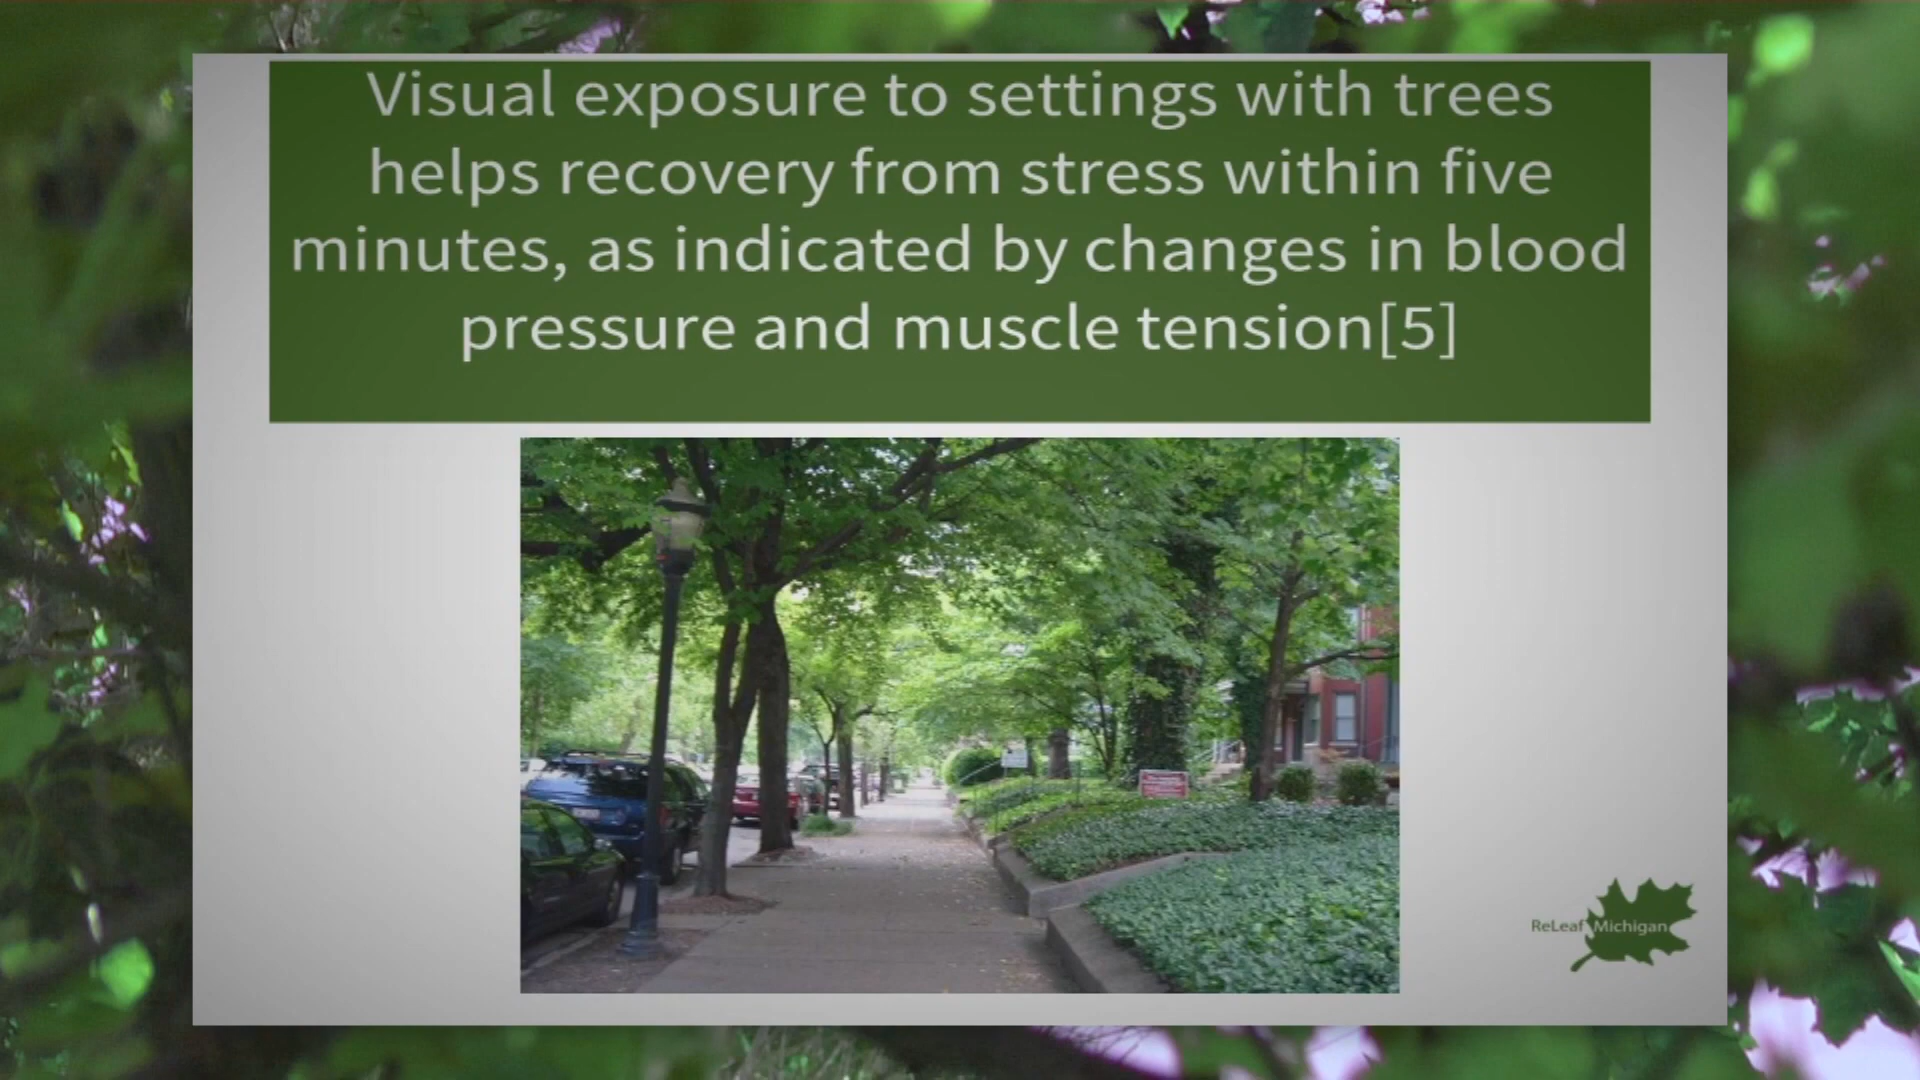 Visual exposure to settings with trees
helps recovery from stress within five
minutes, as indicated by changes in blood
pressure and muscle tension[5]
ReLeaf Michigan